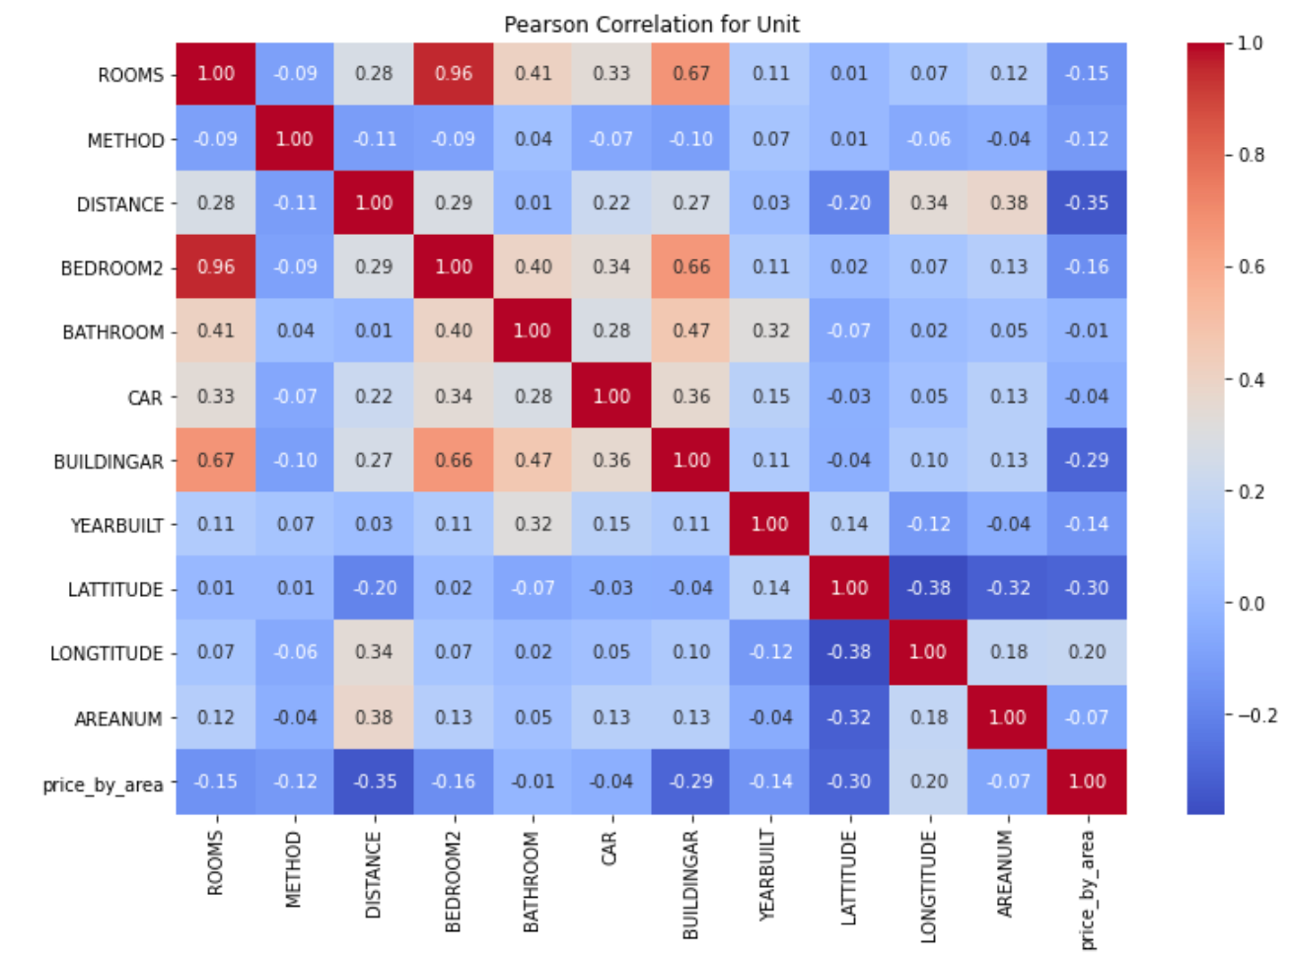 Pearson Correlation for Unit
ROOMS 1.00 -0.09 0.28 0.96 0.41 0.33 0.67 0.11 0.01 0.07 0.12 -0.15
METHOD -0.09 1.00 -0.11 -0.09 0.04 -0.07 -0.10 0.07 0.01 -0.06 -0.04 -0.12
DISTANCE 0.28 -0.11 1.00 0.29 0.01 0.22 0.27 0.03 -0.20 0.34 0.38 -0.35
BEDROOM2 0.96 -0.09 0.29 1.00 0.40 0.34 0.66 0.11 0.02 0.07 0.13 -0.16
BATHROOM 0.41 0.04 0.01 0.40 1.00 0.28 0.47 0.32 -0.07 0.02 0.05 -0.01
CAR 0.33 -0.07 0.22 0.34 0.28 1.00 0.36 0.15 -0.03 0.05 0.13 -0.04
BUILDINGAR 0.67 -0.10 0.27 0.66 0.47 0.36 1.00 0.11 -0.04 0.10 0.13 -0.29
YEARBUILT 0.11 0.07 0.03 0.11 0.32 0.15 0.11 1.00 0.14 -0.12 -0.04 -0.14
LATTITUDE 0.01 0.01 -0.20 0.02 -0.07 -0.03 -0.04 0.14 1.00 -0.38 -0.32 -0.30
LONGTITUDE 0.07 -0.06 0.34 0.07 0.02 0.05 0.10 -0.12 -0.38 1.00 0.18 0.20
AREANUM 0.12 -0.04 0.38 0.13 0.05 0.13 0.13 -0.04 -0.32 0.18 1.00 -0.07
price_by_area -0.15 -0.12 -0.35 -0.16 -0.01 -0.04 -0.29 -0.14 -0.30 0.20 -0.07 1.00
ROOMS
METHOD
DISTANCE
BEDROOM2
BATHROOM
CAR
BUILDINGAR
YEARBUILT
LATTITUDE
LONGTITUDE
AREANUM
price_by_area
1.0
0.8
0.6
0.4
0.2
0.0
−0.2